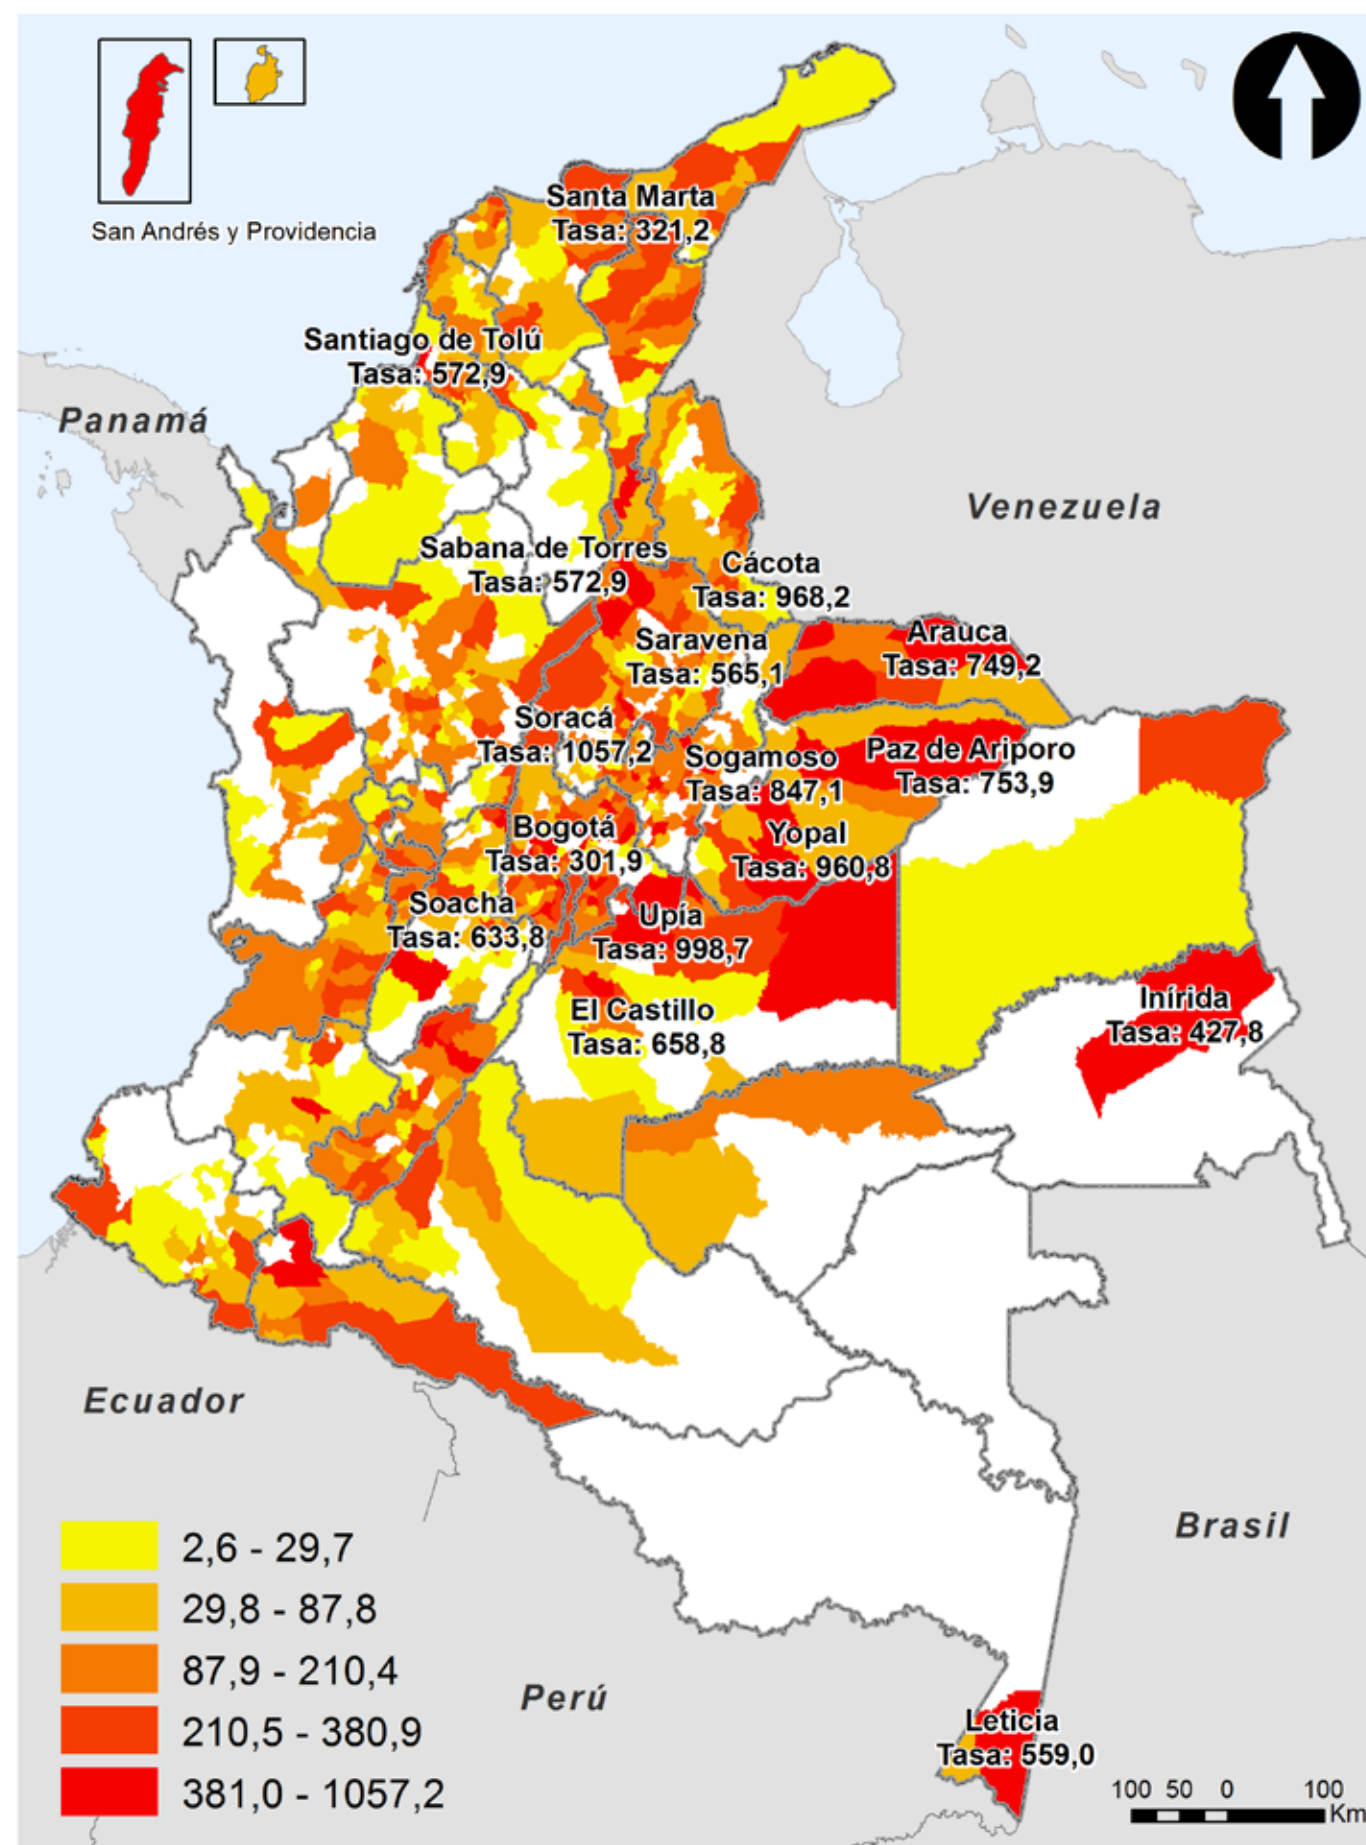 San Andrés y Providencia
Santa Marta
Tasa: 321,2
Santiago de Tolú
Tasa: 572,9
Panamá
Venezuela
Sabana de Torres
Tasa: 572,9
Cácota
Tasa: 968,2
Saravena
Tasa: 565,1
Arauca
Tasa: 749,2
Soracá
Tasa: 1057,2
Sogamoso
Tasa: 847,1
Paz de Ariporo
Tasa: 753,9
Bogotá
Tasa: 301,9
Yopal
Tasa: 960,8
Soacha
Tasa: 633,8
Upía
Tasa: 998,7
El Castillo
Tasa: 658,8
Inírida
Tasa: 427,8
Ecuador
Brasil
Perú
2,6 - 29,7
29,8 - 87,8
87,9 - 210,4
210,5 - 380,9
381,0 - 1057,2
Leticia
Tasa: 559,0
100 50 0 100
Km